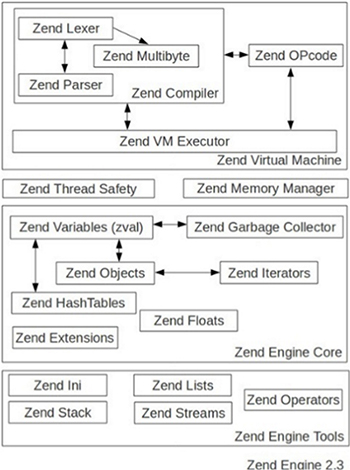 Zend Lexer
Zend Multibyte
Zend OPcode
Zend Parser
Zend Compiler
Zend VM Executor
Zend Virtual Machine
Zend Thread Safety
Zend Memory Manager
Zend Variables (zval)
Zend Garbage Collector
Zend Objects
Zend Iterators
Zend HashTables
Zend Floats
Zend Extensions
Zend Engine Core
Zend Ini
Zend Lists
Zend Operators
Zend Stack
Zend Streams
Zend Engine Tools
Zend Engine 2.3